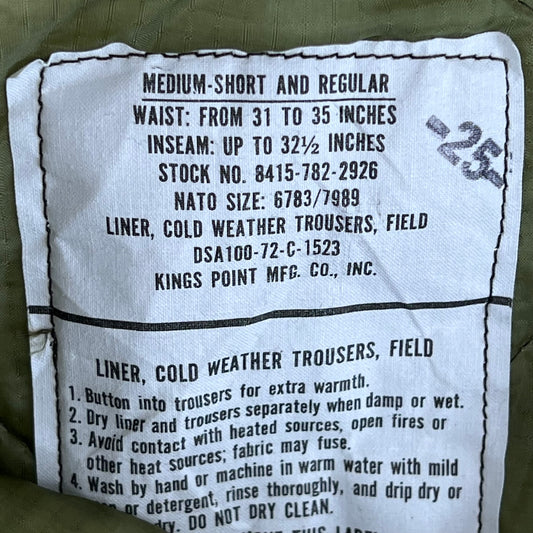 MEDIUM-SHORT AND REGULAR
WAIST: FROM 31 TO 35 INCHES
INSEAM: UP TO 32½ INCHES
STOCK NO. 8415-782-2926
NATO SIZE: 6783/7989
LINER, COLD WEATHER TROUSERS, FIELD
DSA100-72-C-1523
KINGS POINT MFG. CO., INC.
-25-
LINER, COLD WEATHER TROUSERS, FIELD
1. Button into trousers for extra warmth.
2. Dry liner and trousers separately when damp or wet.
3. Avoid contact with heated sources, open fires or
other heat sources; fabric may fuse.
4. Wash by hand or machine in warm water with mild
or detergent, rinse thoroughly, and drip dry or
dry. DO NOT DRY CLEAN.
THIS